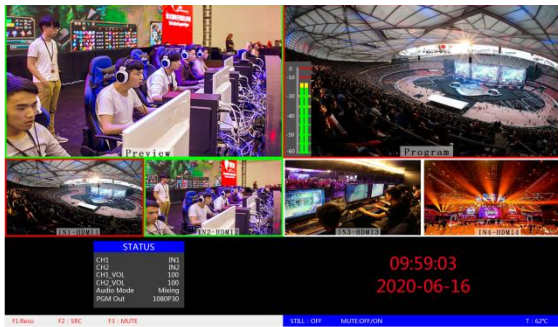 0
-10
-20
-30
-40
-50
-60
Preview
Program
IN1-HDMI1
IN2-HDMI2
IN3-HDMI3
IN4-HDMI4
STATUS
CH1 IN1
CH2 IN2
CH1_VOL 100
CH2_VOL 100
Audio Mode Mixing
PGM Out 1080P30
09:59:03
2020-06-16
F1:Reso F2 : SRC F3 : MUTE STILL : OFF MUTE:OFF/ON T : 62°C